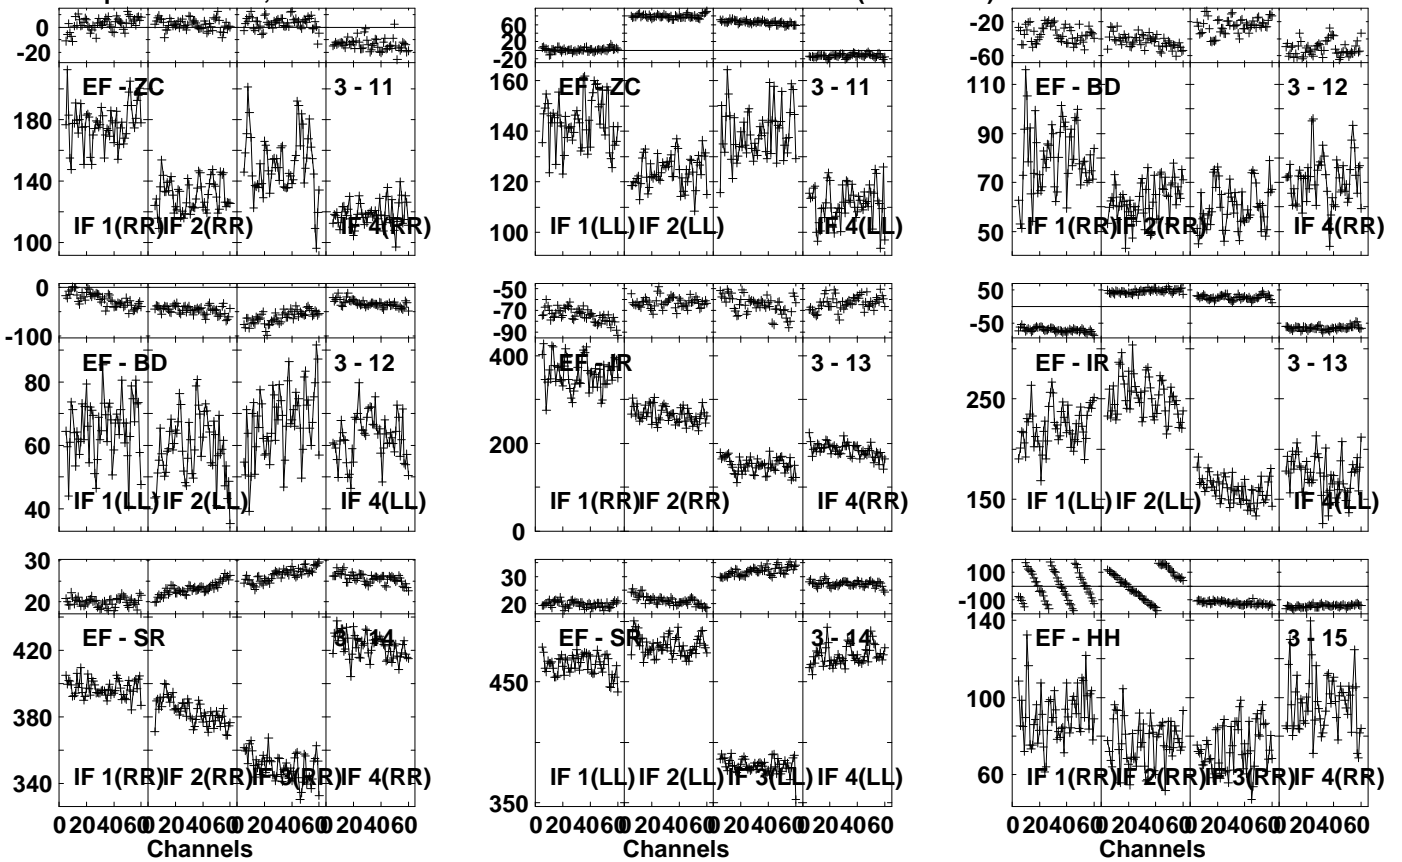 0
-20
EF - ZC 3 - 11
180
140
100
IF 1(RR) IF 2(RR) IF 4(RR)
60
20
0
-20
EF - ZC 3 - 11
160
140
120
100
IF 1(LL) IF 2(LL) IF 4(LL)
-20
-60
EF - BD 3 - 12
110
90
70
50
IF 1(RR) IF 2(RR) IF 4(RR)
0
-100
EF - BD 3 - 12
80
60
40
IF 1(LL) IF 2(LL) IF 4(LL)
-50
-70
-90
EF - IR 3 - 13
400
200
0
IF 1(RR) IF 2(RR) IF 4(RR)
50
-50
EF - IR 3 - 13
250
150
IF 1(LL) IF 2(LL) IF 4(LL)
30
20
EF - SR 3 - 14
420
380
340
IF 1(RR) IF 2(RR) IF 3(RR) IF 4(RR)
0 204060 0 204060 0 204060 0 204060
Channels
30
20
EF - SR 3 - 14
450
350
IF 1(LL) IF 2(LL) IF 3(LL) IF 4(LL)
0 204060 0 204060 0 204060 0 204060
Channels
100
-100
EF - HH 3 - 15
140
100
60
IF 1(RR) IF 2(RR) IF 3(RR) IF 4(RR)
0 204060 0 204060 0 204060 0 204060
Channels